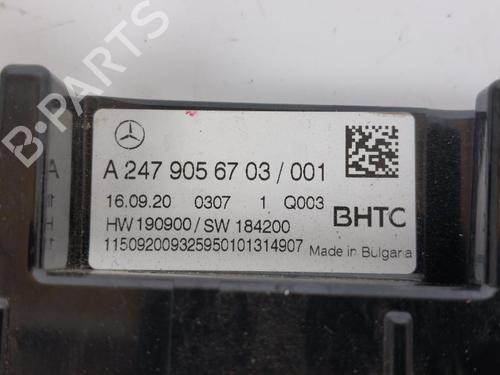 B-PARTS
A 247 905 67 03 / 001
16.09.20 0307 1 Q003
HW 190900 / SW 184200
BHTC
115092009325950101314907
Made in Bulgaria